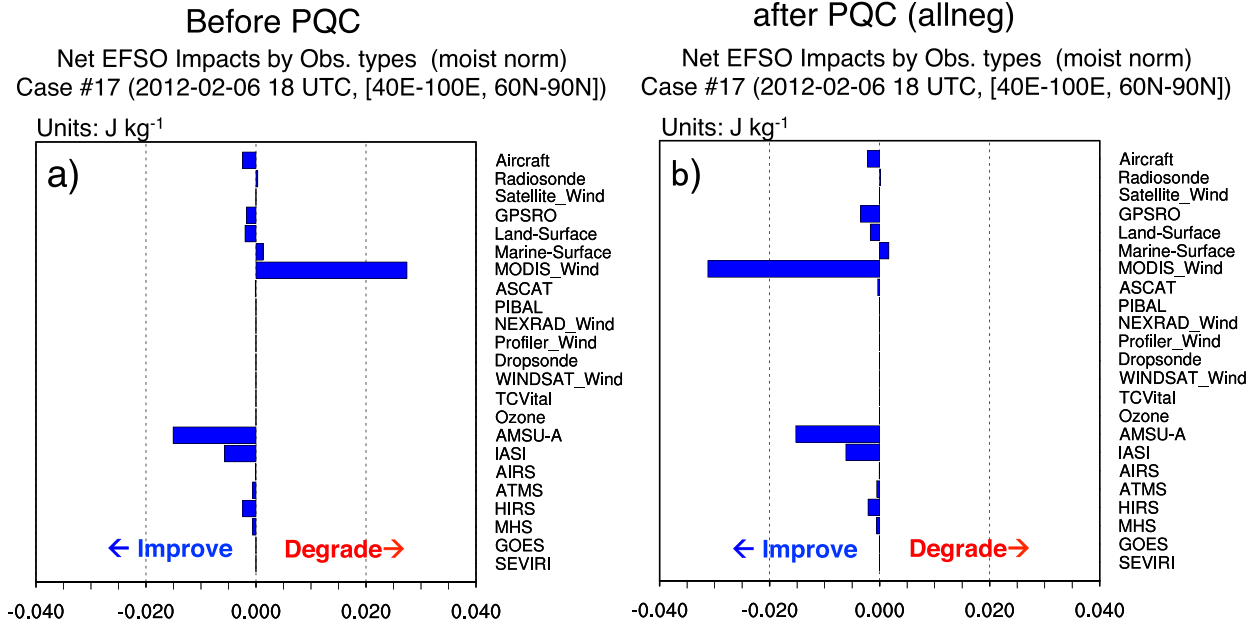 Before PQC
Net EFSO Impacts by Obs. types (moist norm)
Case #17 (2012-02-06 18 UTC, [40E-100E, 60N-90N])
Units: J kg-1
a)
Aircraft
Radiosonde
Satellite_Wind
GPSRO
Land-Surface
Marine-Surface
MODIS_Wind
ASCAT
PIBAL
NEXRAD_Wind
Profiler_Wind
Dropsonde
WINDSAT_Wind
TCVital
Ozone
AMSU-A
IASI
AIRS
ATMS
HIRS
MHS
GOES
SEVIRI
← Improve Degrade→
-0.040 -0.020 0.000 0.020 0.040
after PQC (allneg)
Net EFSO Impacts by Obs. types (moist norm)
Case #17 (2012-02-06 18 UTC, [40E-100E, 60N-90N])
Units: J kg-1
b)
Aircraft
Radiosonde
Satellite_Wind
GPSRO
Land-Surface
Marine-Surface
MODIS_Wind
ASCAT
PIBAL
NEXRAD_Wind
Profiler_Wind
Dropsonde
WINDSAT_Wind
TCVital
Ozone
AMSU-A
IASI
AIRS
ATMS
HIRS
MHS
GOES
SEVIRI
← Improve Degrade→
-0.040 -0.020 0.000 0.020 0.040